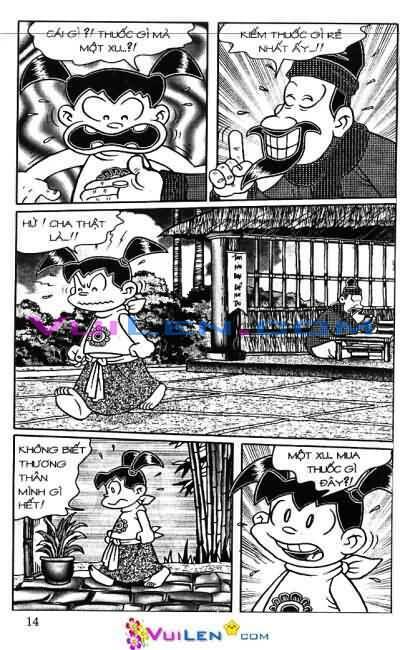 CÁI GÌ ?! THUỐC GÌ MÀ
MỘT XU...?!
KIẾM THUỐC GÌ RẺ
NHẤT ẤY...!!
HỪ ! CHA THẬT
LÀ...!!
VUILEN.COM
KHÔNG BIẾT
THƯƠNG
THÂN
MÌNH GÌ
HẾT!
MỘT XU, MUA
THUỐC GÌ
ĐÂY?!
14
VUILEN.COM